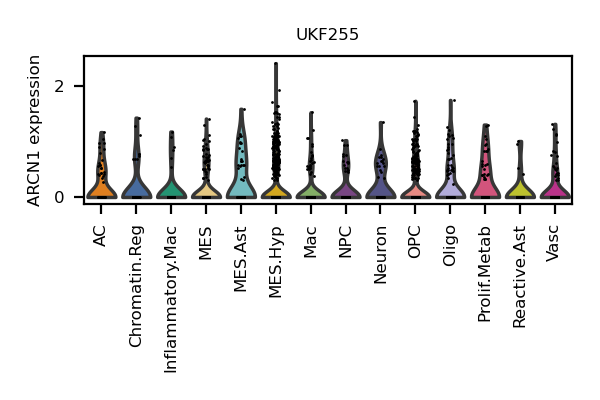 UKF255
ARCN1 expression
2
0
AC
Chromatin.Reg
Inflammatory.Mac
MES
MES.Ast
MES.Hyp
Mac
NPC
Neuron
OPC
Oligo
Prolif.Metab
Reactive.Ast
Vasc